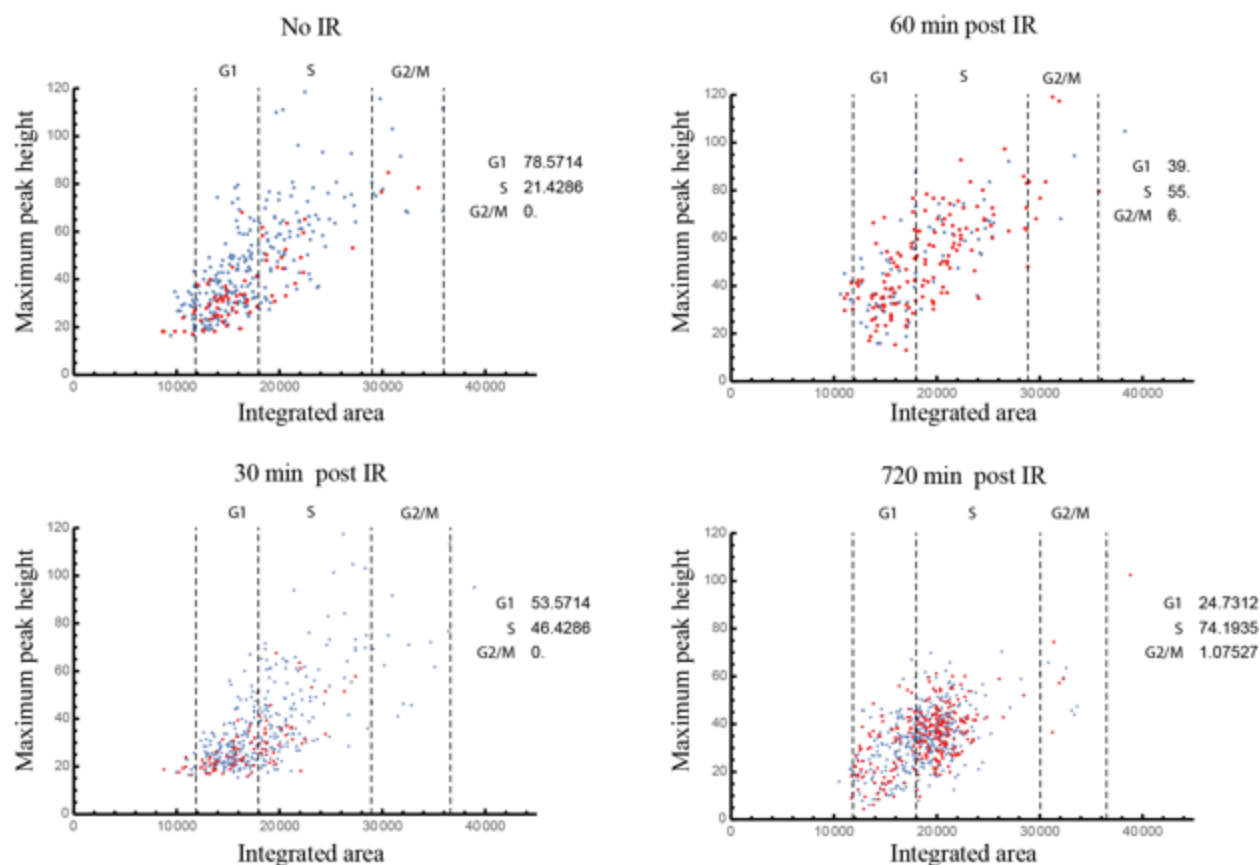 No IR
G1 S G2/M
120
100
80
60
40
20
0
Maximum peak height
0 10000 20000 30000 40000
Integrated area
G1 78.5714
S 21.4286
G2/M 0.
60 min post IR
G1 S G2/M
120
100
80
60
40
20
0
Maximum peak height
0 10000 20000 30000 40000
Integrated area
G1 39.
S 55.
G2/M 6.
30 min post IR
G1 S G2/M
120
100
80
60
40
20
0
Maximum peak height
0 10000 20000 30000 40000
Integrated area
G1 53.5714
S 46.4286
G2/M 0.
720 min post IR
G1 S G2/M
120
100
80
60
40
20
0
Maximum peak height
0 10000 20000 30000 40000
Integrated area
G1 24.7312
S 74.1935
G2/M 1.07527